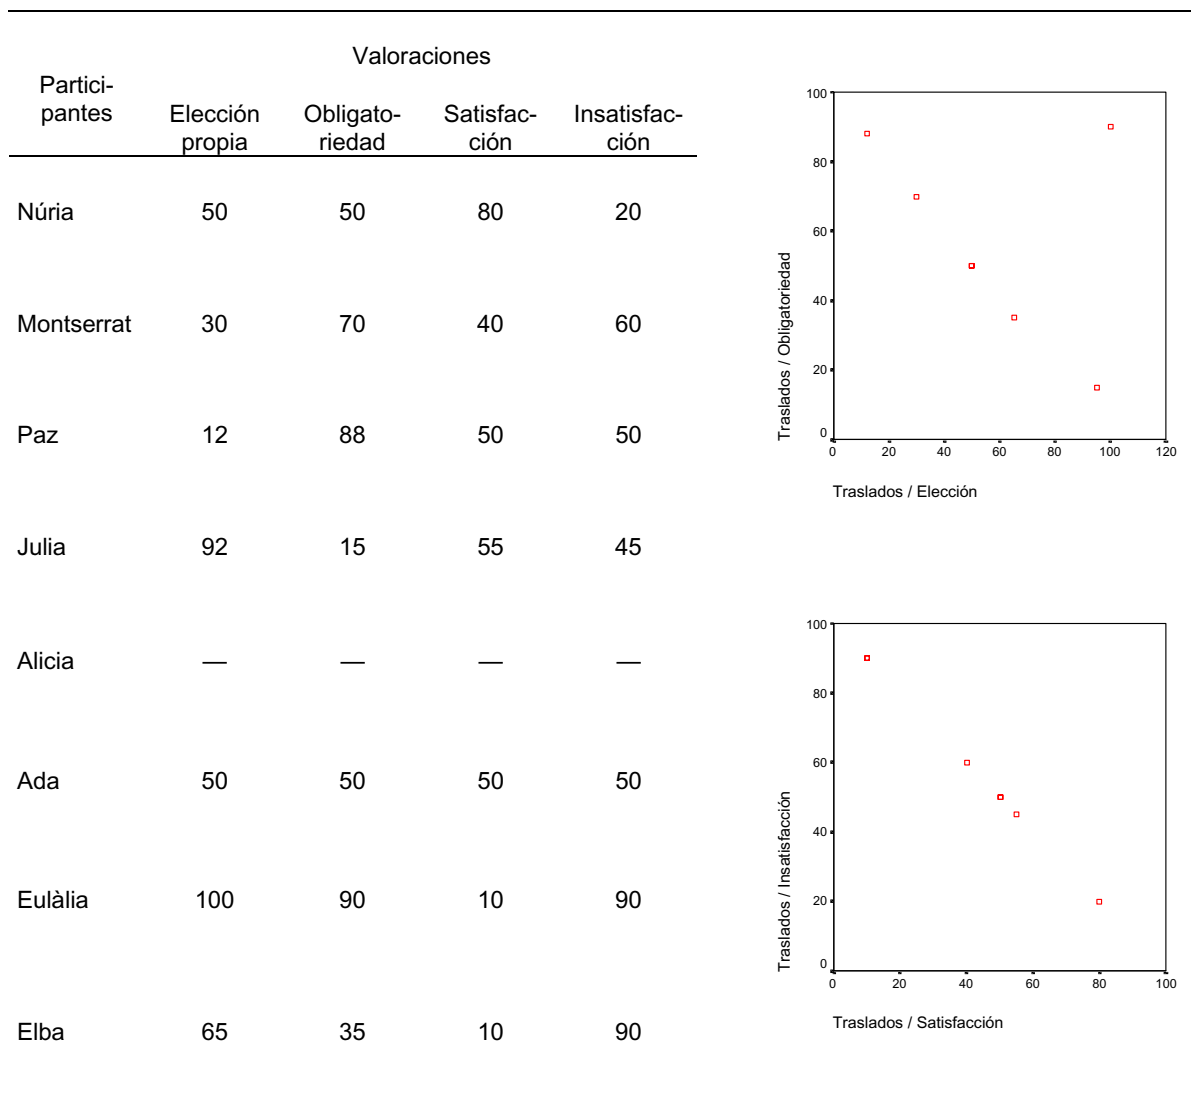 Valoraciones
Partici-
pantes
Elección
propia
Obligato-
riedad
Satisfac-
ción
Insatisfac-
ción
Núria 50 50 80 20
Montserrat 30 70 40 60
Paz 12 88 50 50
Julia 92 15 55 45
Alicia — — — —
Ada 50 50 50 50
Eulàlia 100 90 10 90
Elba 65 35 10 90
Traslados / Obligatoriedad
100
80
60
40
20
0
0 20 40 60 80 100 120
Traslados / Elección
Traslados / Insatisfacción
100
80
60
40
20
0
0 20 40 60 80 100
Traslados / Satisfacción